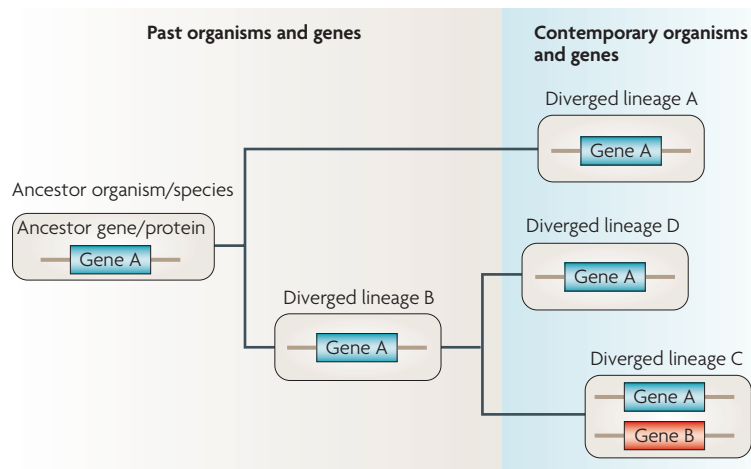 Past organisms and genes
Contemporary organisms
and genes
Diverged lineage A
Gene A
Ancestor organism/species
Ancestor gene/protein
Gene A
Diverged lineage D
Gene A
Diverged lineage B
Gene A
Diverged lineage C
Gene A
Gene B